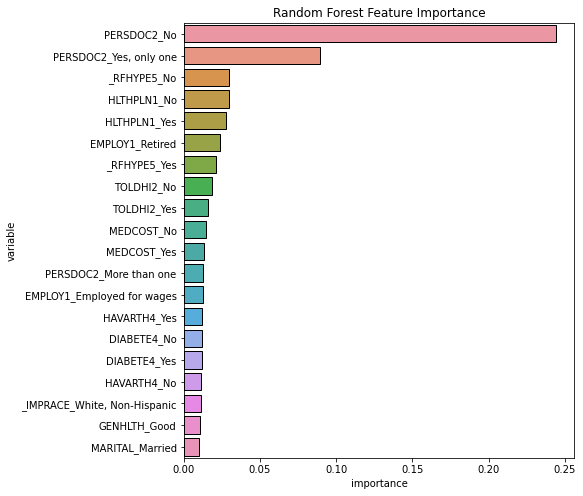 Random Forest Feature Importance
PERSDOC2_No
PERSDOC2_Yes, only one
_RFHYPE5_No
HLTHPLN1_No
HLTHPLN1_Yes
EMPLOY1_Retired
_RFHYPE5_Yes
TOLDHI2_No
TOLDHI2_Yes
MEDCOST_No
MEDCOST_Yes
PERSDOC2_More than one
EMPLOY1_Employed for wages
HAVARTH4_Yes
DIABETE4_No
DIABETE4_Yes
HAVARTH4_No
_IMPRACE_White, Non-Hispanic
GENHLTH_Good
MARITAL_Married
variable
0.00 0.05 0.10 0.15 0.20 0.25
importance